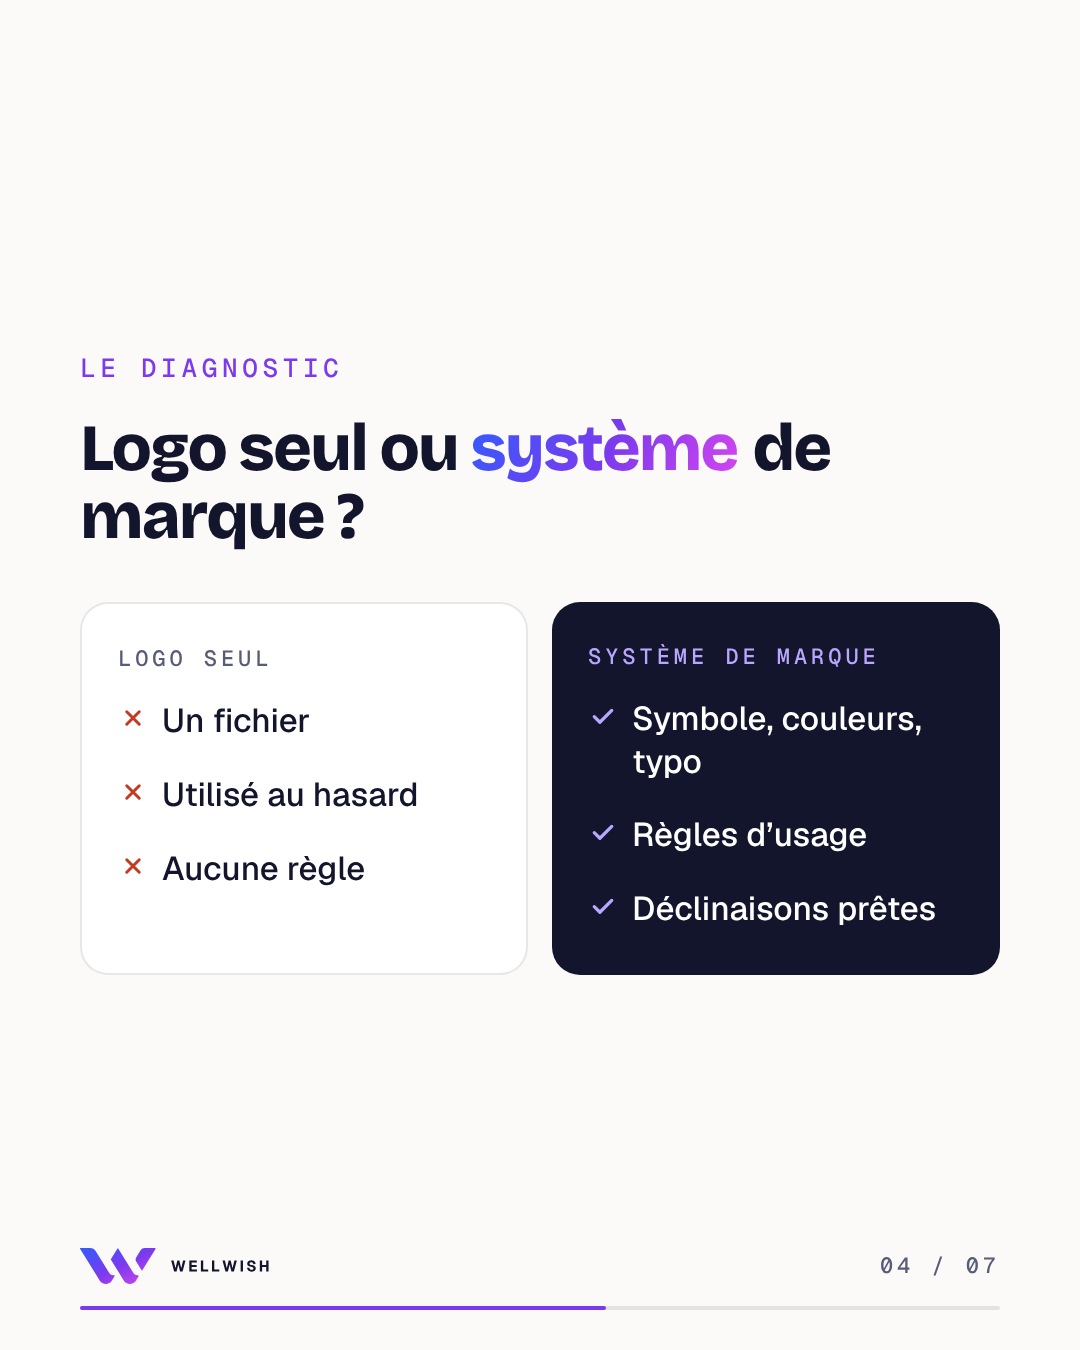 LE DIAGNOSTIC
Logo seul ou système de
marque ?
LOGO SEUL
Un fichier
Utilisé au hasard
Aucune règle
SYSTÈME DE MARQUE
Symbole, couleurs,
typo
Règles d’usage
Déclinaisons prêtes
WELLWISH
04 / 07